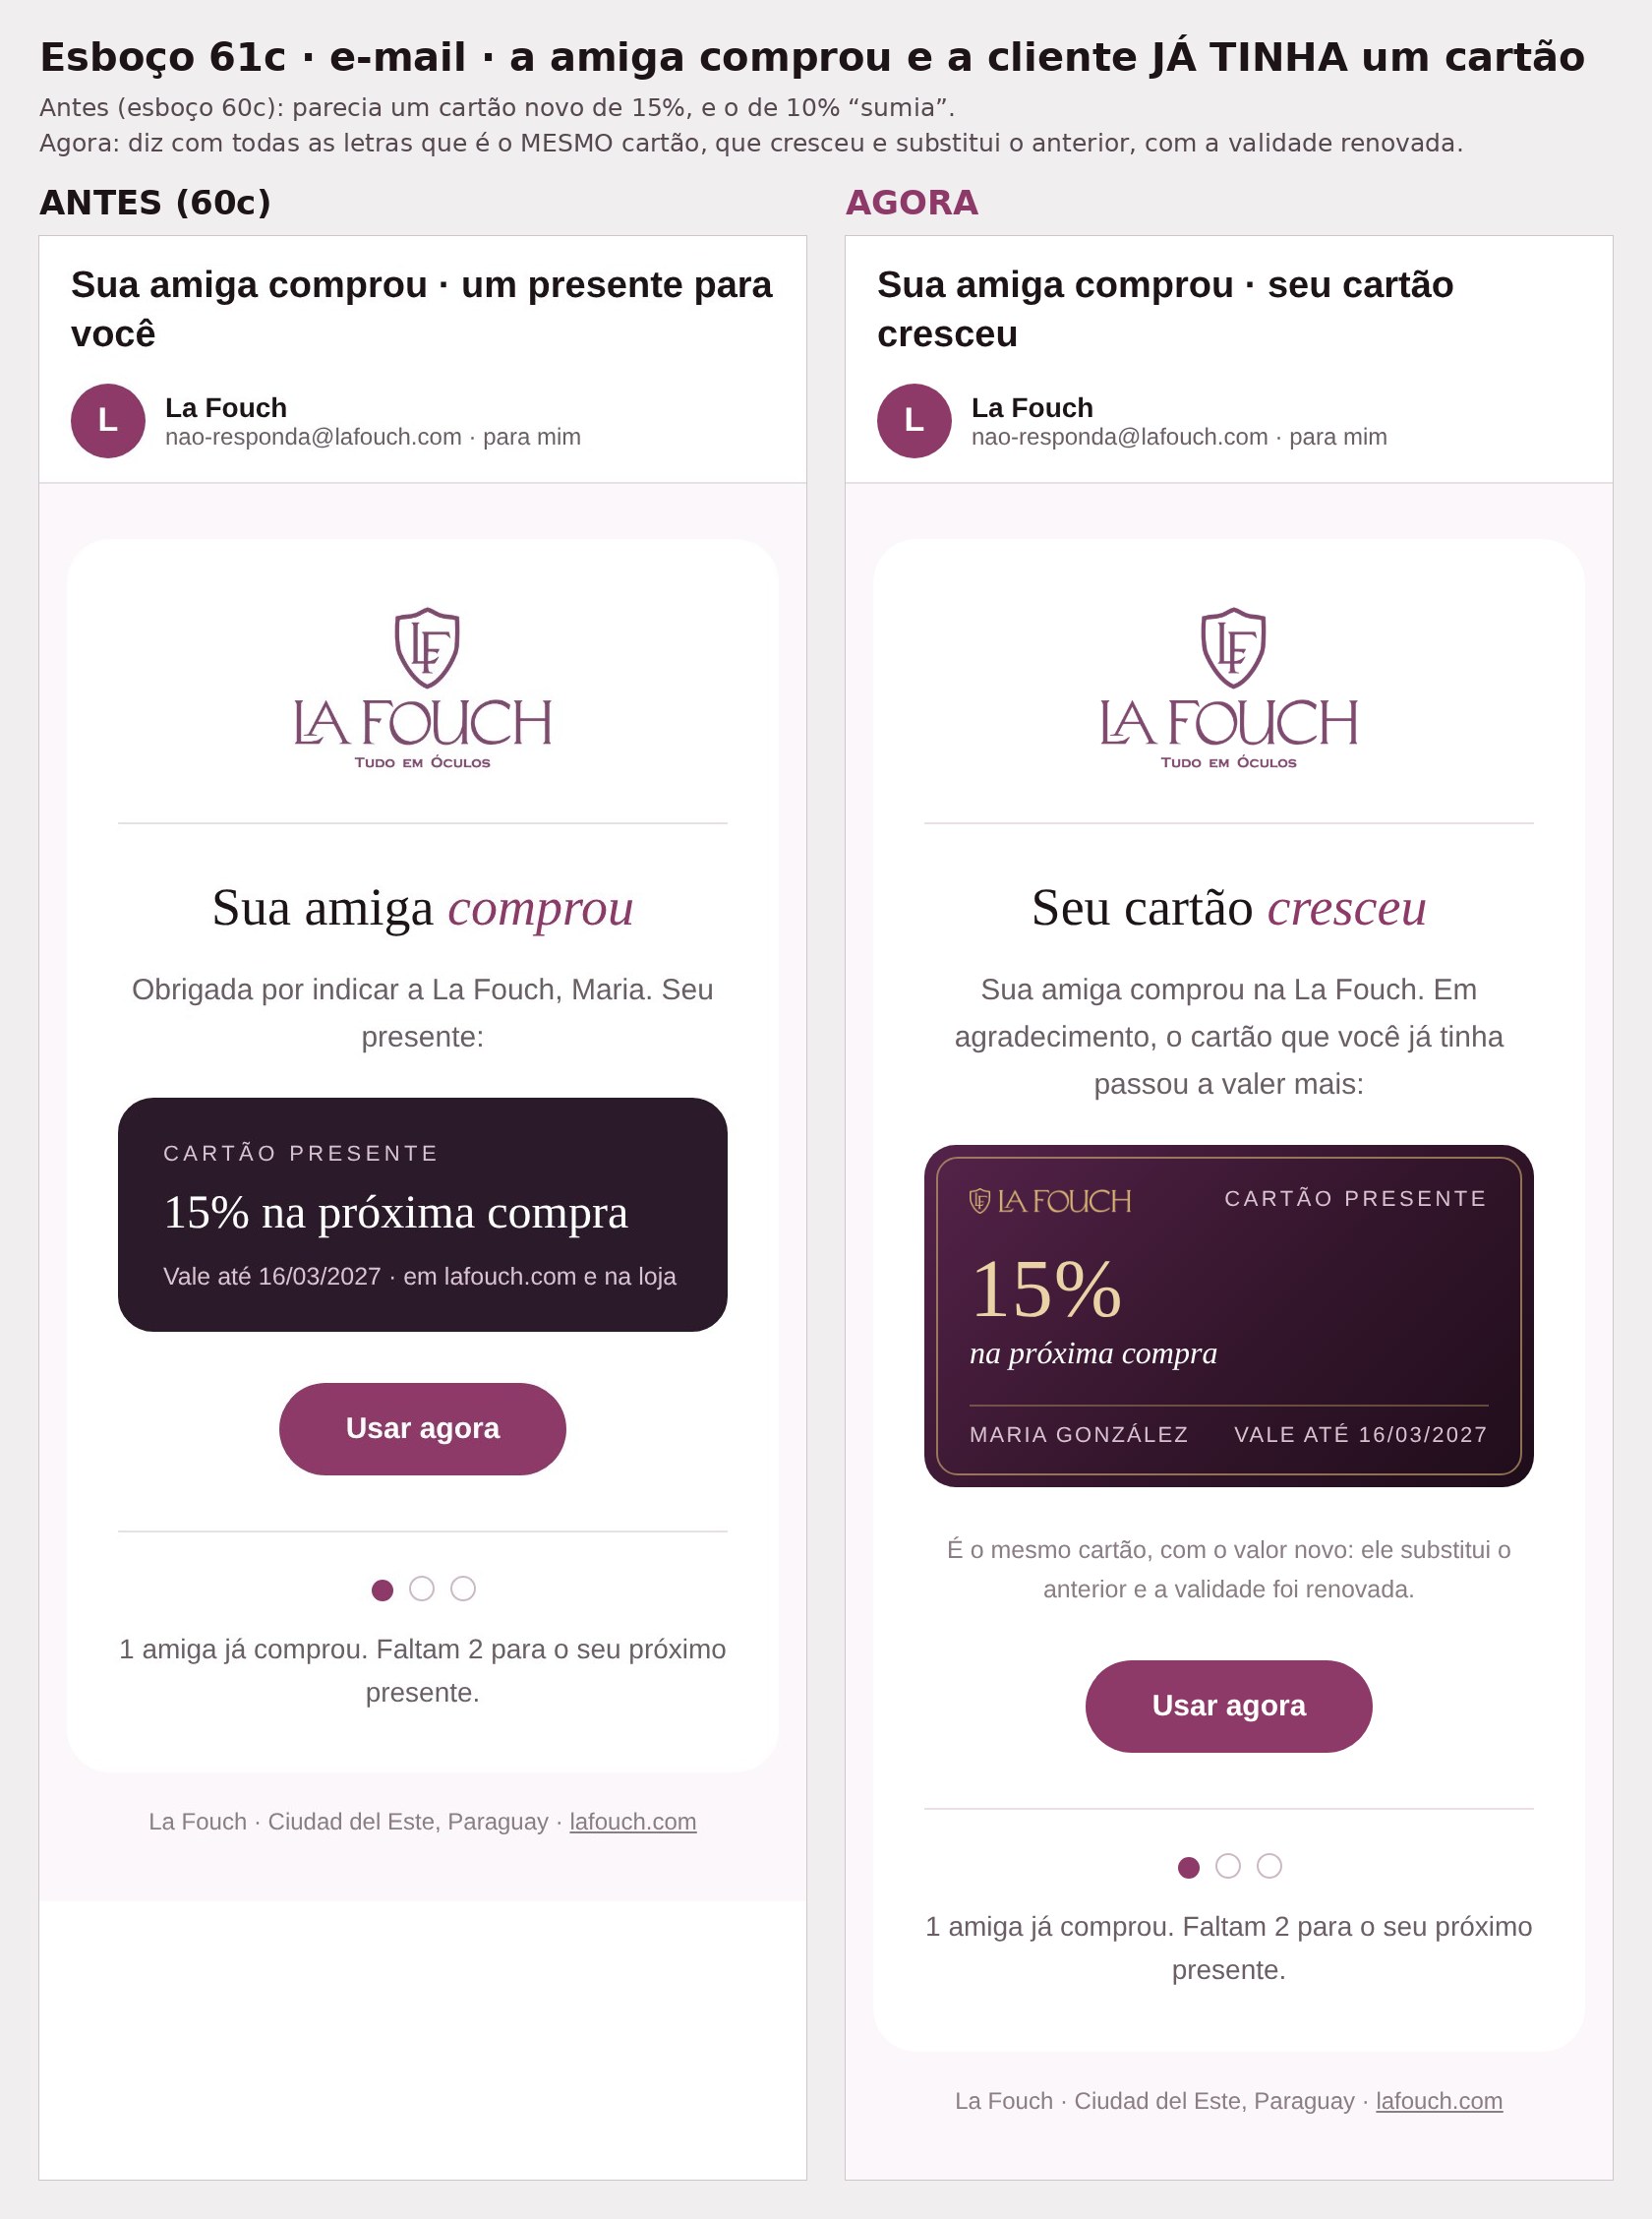 Esboço 61c · e-mail · a amiga comprou e a cliente JÁ TINHA um cartão
Antes (esboço 60c): parecia um cartão novo de 15%, e o de 10% “sumia”.
Agora: diz com todas as letras que é o MESMO cartão, que cresceu e substitui o anterior, com a validade renovada.
ANTES (60c)
Sua amiga comprou · um presente para
você
L
La Fouch
nao-responda@lafouch.com · para mim
LF
LA FOUCH
Tudo em Óculos
Sua amiga comprou
Obrigada por indicar a La Fouch, Maria. Seu
presente:
CARTÃO PRESENTE
15% na próxima compra
Vale até 16/03/2027 · em lafouch.com e na loja
Usar agora
1 amiga já comprou. Faltam 2 para o seu próximo
presente.
La Fouch · Ciudad del Este, Paraguay · lafouch.com
AGORA
Sua amiga comprou · seu cartão
cresceu
L
La Fouch
nao-responda@lafouch.com · para mim
LF
LA FOUCH
Tudo em Óculos
Seu cartão cresceu
Sua amiga comprou na La Fouch. Em
agradecimento, o cartão que você já tinha
passou a valer mais:
LF LA FOUCH CARTÃO PRESENTE
15%
na próxima compra
MARIA GONZÁLEZ VALE ATÉ 16/03/2027
É o mesmo cartão, com o valor novo: ele substitui o
anterior e a validade foi renovada.
Usar agora
1 amiga já comprou. Faltam 2 para o seu próximo
presente.
La Fouch · Ciudad del Este, Paraguay · lafouch.com